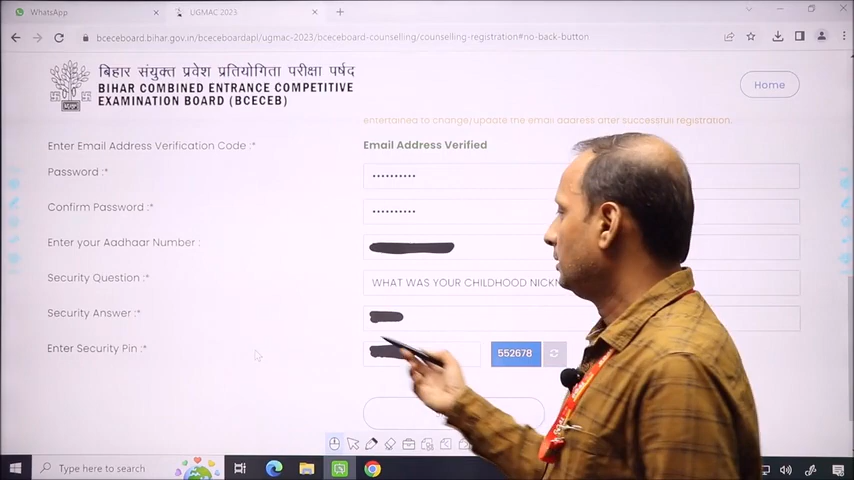 WhatsApp
UGMAC 2023
bceceboard.bihar.gov.in/bceceboardapl/ugmac-2023/bceceboard-counselling/counselling-registration#no-back-button
बिहार संयुक्त प्रवेश प्रतियोगिता परीक्षा पर्षद
BIHAR COMBINED ENTRANCE COMPETITIVE
EXAMINATION BOARD (BCECEB)
Home
entertained to change/update the email address after successfull registration.
Enter Email Address Verification Code :*
Email Address Verified
Password :*
Confirm Password :*
Enter your Aadhaar Number :
Security Question :*
WHAT WAS YOUR CHILDHOOD
Security Answer :*
Enter Security Pin :*
552678
Type here to search